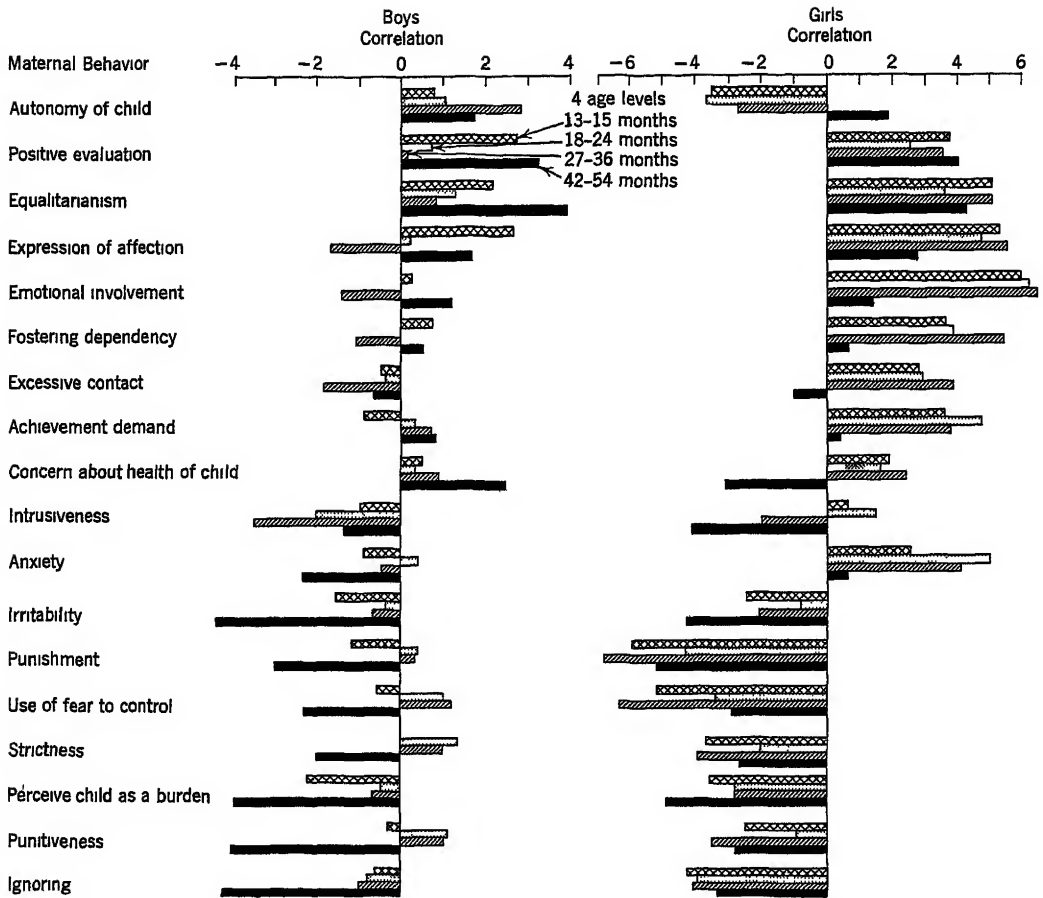 Boys
Correlation
Girls
Correlation
Maternal Behavior
−4 −2 0 2 4
−6 −4 −2 0 2 4 6
Autonomy of child
4 age levels
13–15 months
18–24 months
Positive evaluation
27–36 months
42–54 months
Equalitarianism
Expression of affection
Emotional involvement
Fostering dependency
Excessive contact
Achievement demand
Concern about health of child
Intrusiveness
Anxiety
Irritability
Punishment
Use of fear to control
Strictness
Perceive child as a burden
Punitiveness
Ignoring